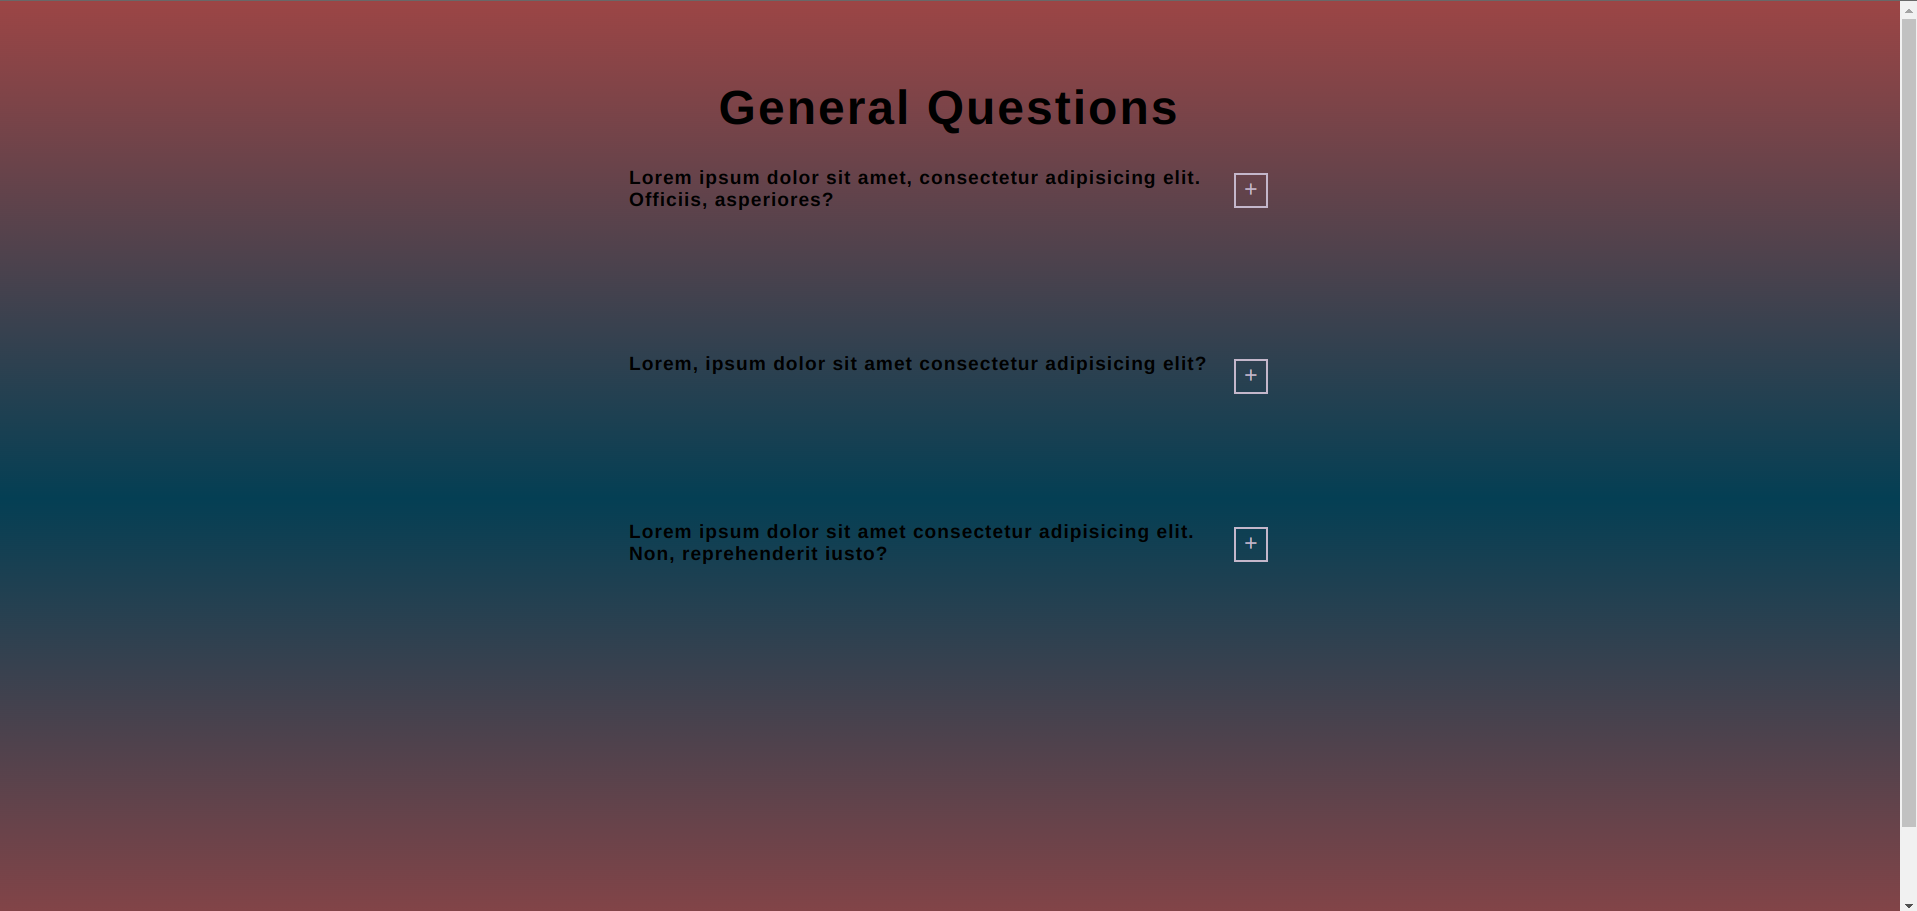 General Questions
Lorem ipsum dolor sit amet, consectetur adipisicing elit.
Officiis, asperiores?
+
Lorem, ipsum dolor sit amet consectetur adipisicing elit?
+
Lorem ipsum dolor sit amet consectetur adipisicing elit.
Non, reprehenderit iusto?
+